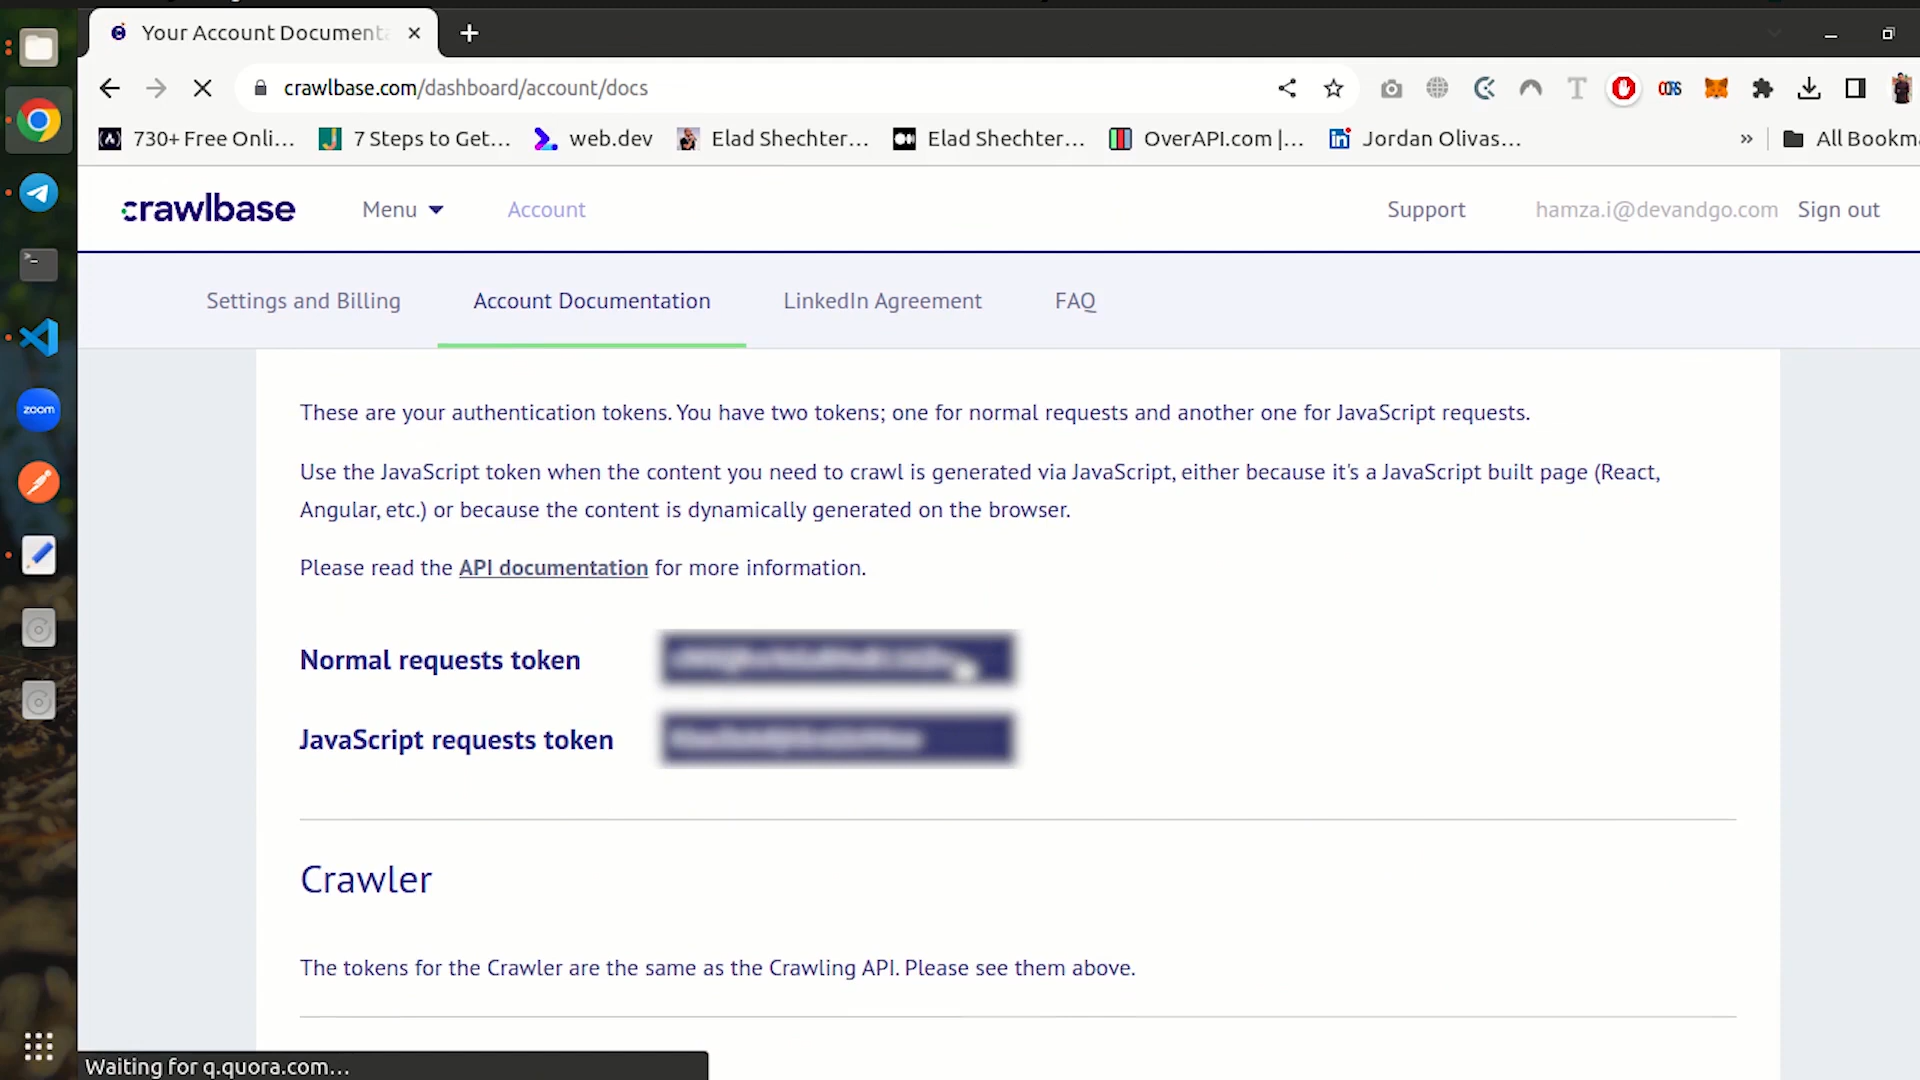 Your Account Documenta
crawlbase.com/dashboard/account/docs
730+ Free Onli...
7 Steps to Get...
web.dev
Elad Shechter...
Elad Shechter...
OverAPI.com |...
Jordan Olivas...
»
All Bookma
crawlbase
Menu
Account
Support
hamza.i@devandgo.com
Sign out
Settings and Billing
Account Documentation
LinkedIn Agreement
FAQ
These are your authentication tokens. You have two tokens; one for normal requests and another one for JavaScript requests.
Use the JavaScript token when the content you need to crawl is generated via JavaScript, either because it's a JavaScript built page (React,
Angular, etc.) or because the content is dynamically generated on the browser.
Please read the API documentation for more information.
Normal requests token
JavaScript requests token
Crawler
The tokens for the Crawler are the same as the Crawling API. Please see them above.
Waiting for q.quora.com...
zoom